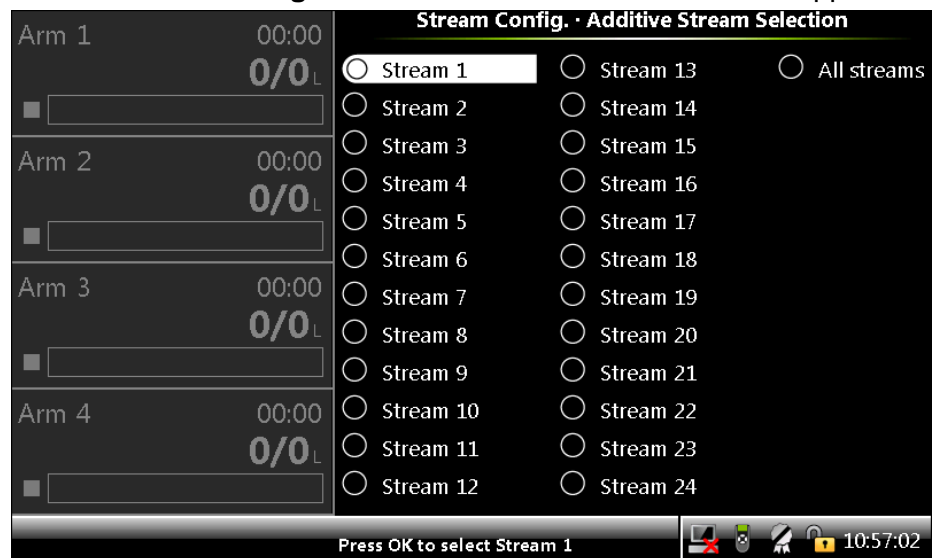 Arm 1 00:00
0/0 L
Arm 2 00:00
0/0 L
Arm 3 00:00
0/0 L
Arm 4 00:00
0/0 L
Stream Config. · Additive Stream Selection
Stream 1
Stream 2
Stream 3
Stream 4
Stream 5
Stream 6
Stream 7
Stream 8
Stream 9
Stream 10
Stream 11
Stream 12
Stream 13
Stream 14
Stream 15
Stream 16
Stream 17
Stream 18
Stream 19
Stream 20
Stream 21
Stream 22
Stream 23
Stream 24
All streams
Press OK to select Stream 1
10:57:02